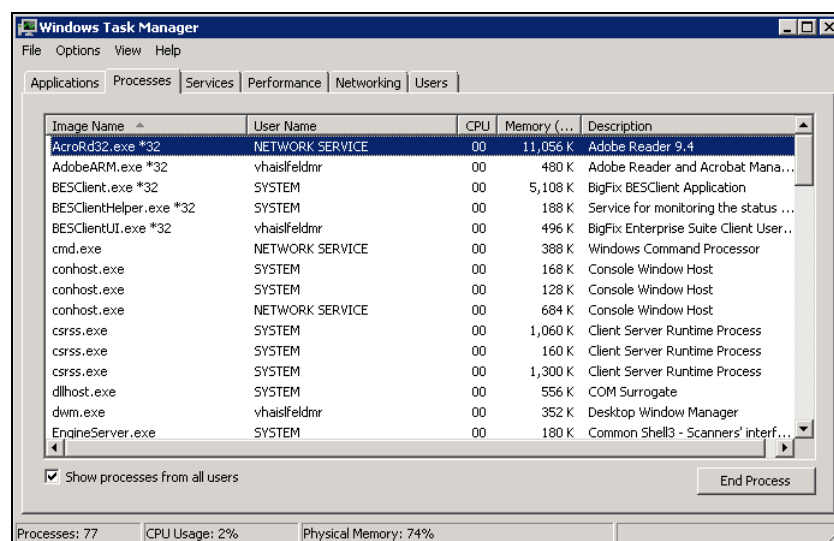 Windows Task Manager
File Options View Help
Applications Processes Services Performance Networking Users
Image Name User Name CPU Memory (... Description
AcroRd32.exe *32 NETWORK SERVICE 00 11,056 K Adobe Reader 9.4
AdobeARM.exe *32 vhaislfeldmr 00 480 K Adobe Reader and Acrobat Mana...
BESClient.exe *32 SYSTEM 00 5,108 K BigFix BESClient Application
BESClientHelper.exe *32 SYSTEM 00 188 K Service for monitoring the status ...
BESClientUI.exe *32 vhaislfeldmr 00 496 K BigFix Enterprise Suite Client User..
cmd.exe NETWORK SERVICE 00 388 K Windows Command Processor
conhost.exe SYSTEM 00 168 K Console Window Host
conhost.exe SYSTEM 00 128 K Console Window Host
conhost.exe NETWORK SERVICE 00 684 K Console Window Host
csrss.exe SYSTEM 00 1,060 K Client Server Runtime Process
csrss.exe SYSTEM 00 160 K Client Server Runtime Process
csrss.exe SYSTEM 00 1,300 K Client Server Runtime Process
dllhost.exe SYSTEM 00 556 K COM Surrogate
dwm.exe vhaislfeldmr 00 352 K Desktop Window Manager
EngineServer.exe SYSTEM 00 180 K Common Shell3 - Scanners' interf...
Show processes from all users
End Process
Processes: 77 CPU Usage: 2% Physical Memory: 74%